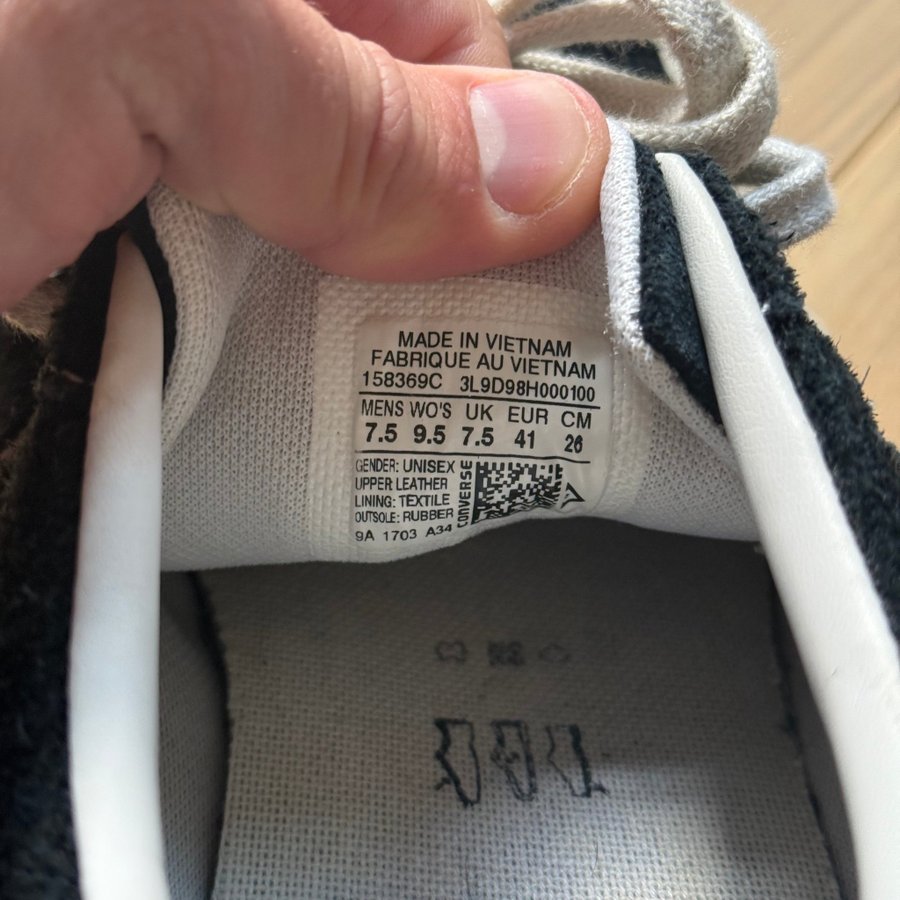 MADE IN VIETNAM
FABRIQUE AU VIETNAM
158369C 3L9D98H000100
MENS WO'S UK EUR CM
7.5 9.5 7.5 41 26
GENDER: UNISEX
UPPER LEATHER
LINING: TEXTILE
OUTSOLE: RUBBER
CONVERSE
9A 1703 A34